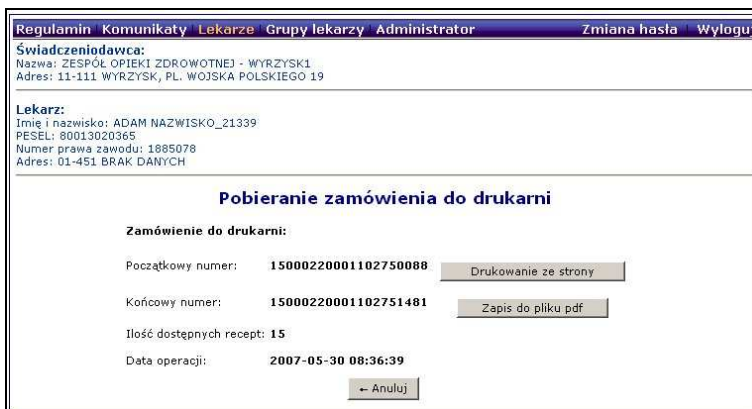 Regulamin Komunikaty Lekarze Grupy lekarzy Administrator Zmiana hasła Wyloguj
Świadczeniodawca:
Nazwa: ZESPÓŁ OPIEKI ZDROWOTNEJ - WYRZYSK1
Adres: 11-111 WYRZYSK, PL. WOJSKA POLSKIEGO 19
Lekarz:
Imię i nazwisko: ADAM NAZWISKO_21339
PESEL: 80013020365
Numer prawa zawodu: 1885078
Adres: 01-451 BRAK DANYCH
Pobieranie zamówienia do drukarni
Zamówienie do drukarni:
Początkowy numer: 15000220001102750088 Drukowanie ze strony
Końcowy numer: 15000220001102751481 Zapis do pliku pdf
Ilość dostępnych recept: 15
Data operacji: 2007-05-30 08:36:39
← Anuluj